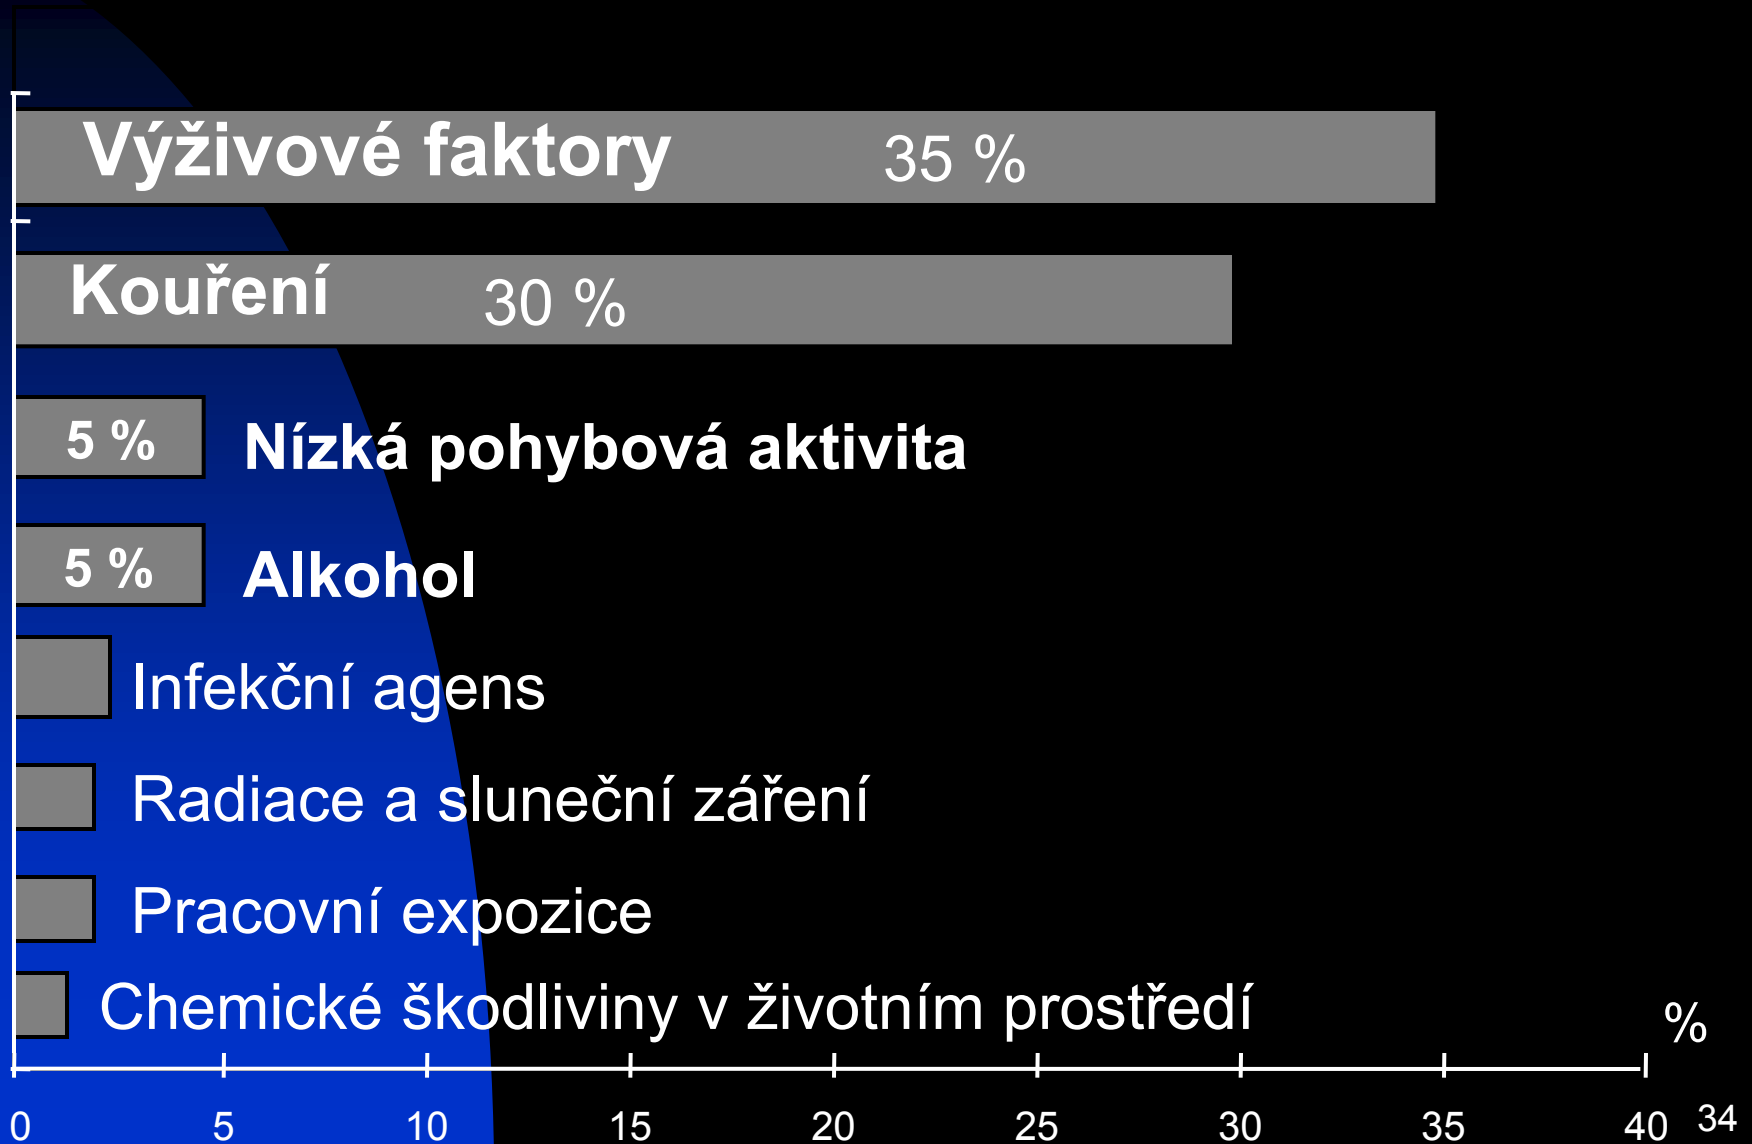 Výživové faktory 35 %
Kouření 30 %
5 % Nízká pohybová aktivita
5 % Alkohol
Infekční agens
Radiace a sluneční záření
Pracovní expozice
Chemické škodliviny v životním prostředí
%
0 5 10 15 20 25 30 35 40
34